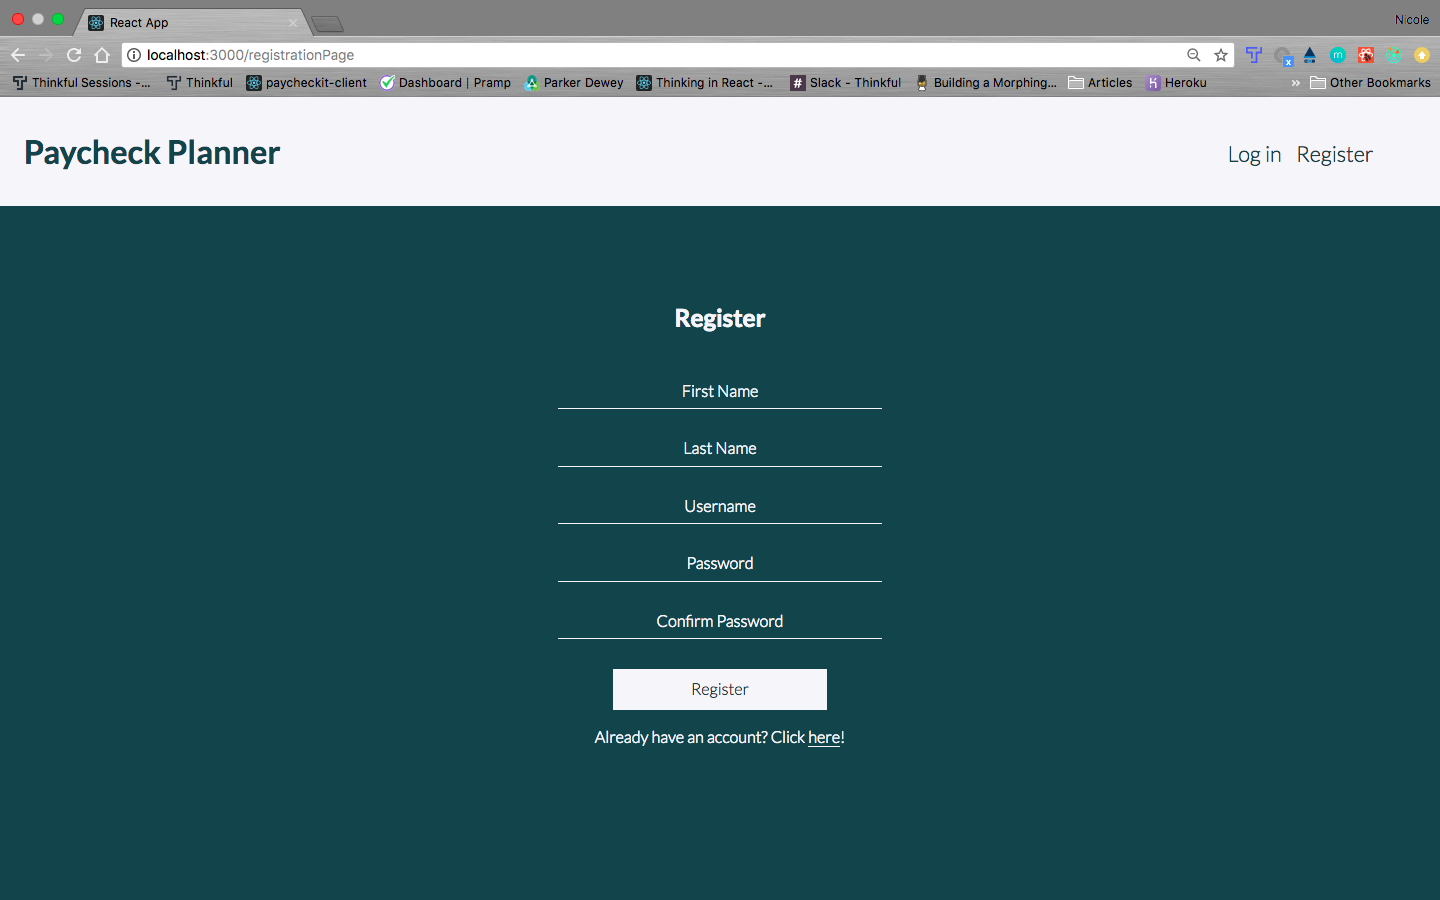 React App
Nicole
localhost:3000/registrationPage
Thinkful Sessions -... Thinkful paycheckit-client Dashboard | Pramp Parker Dewey Thinking in React -... Slack - Thinkful Building a Morphing... Articles Heroku » Other Bookmarks
Paycheck Planner
Log in Register
Register
First Name
Last Name
Username
Password
Confirm Password
Register
Already have an account? Click here!